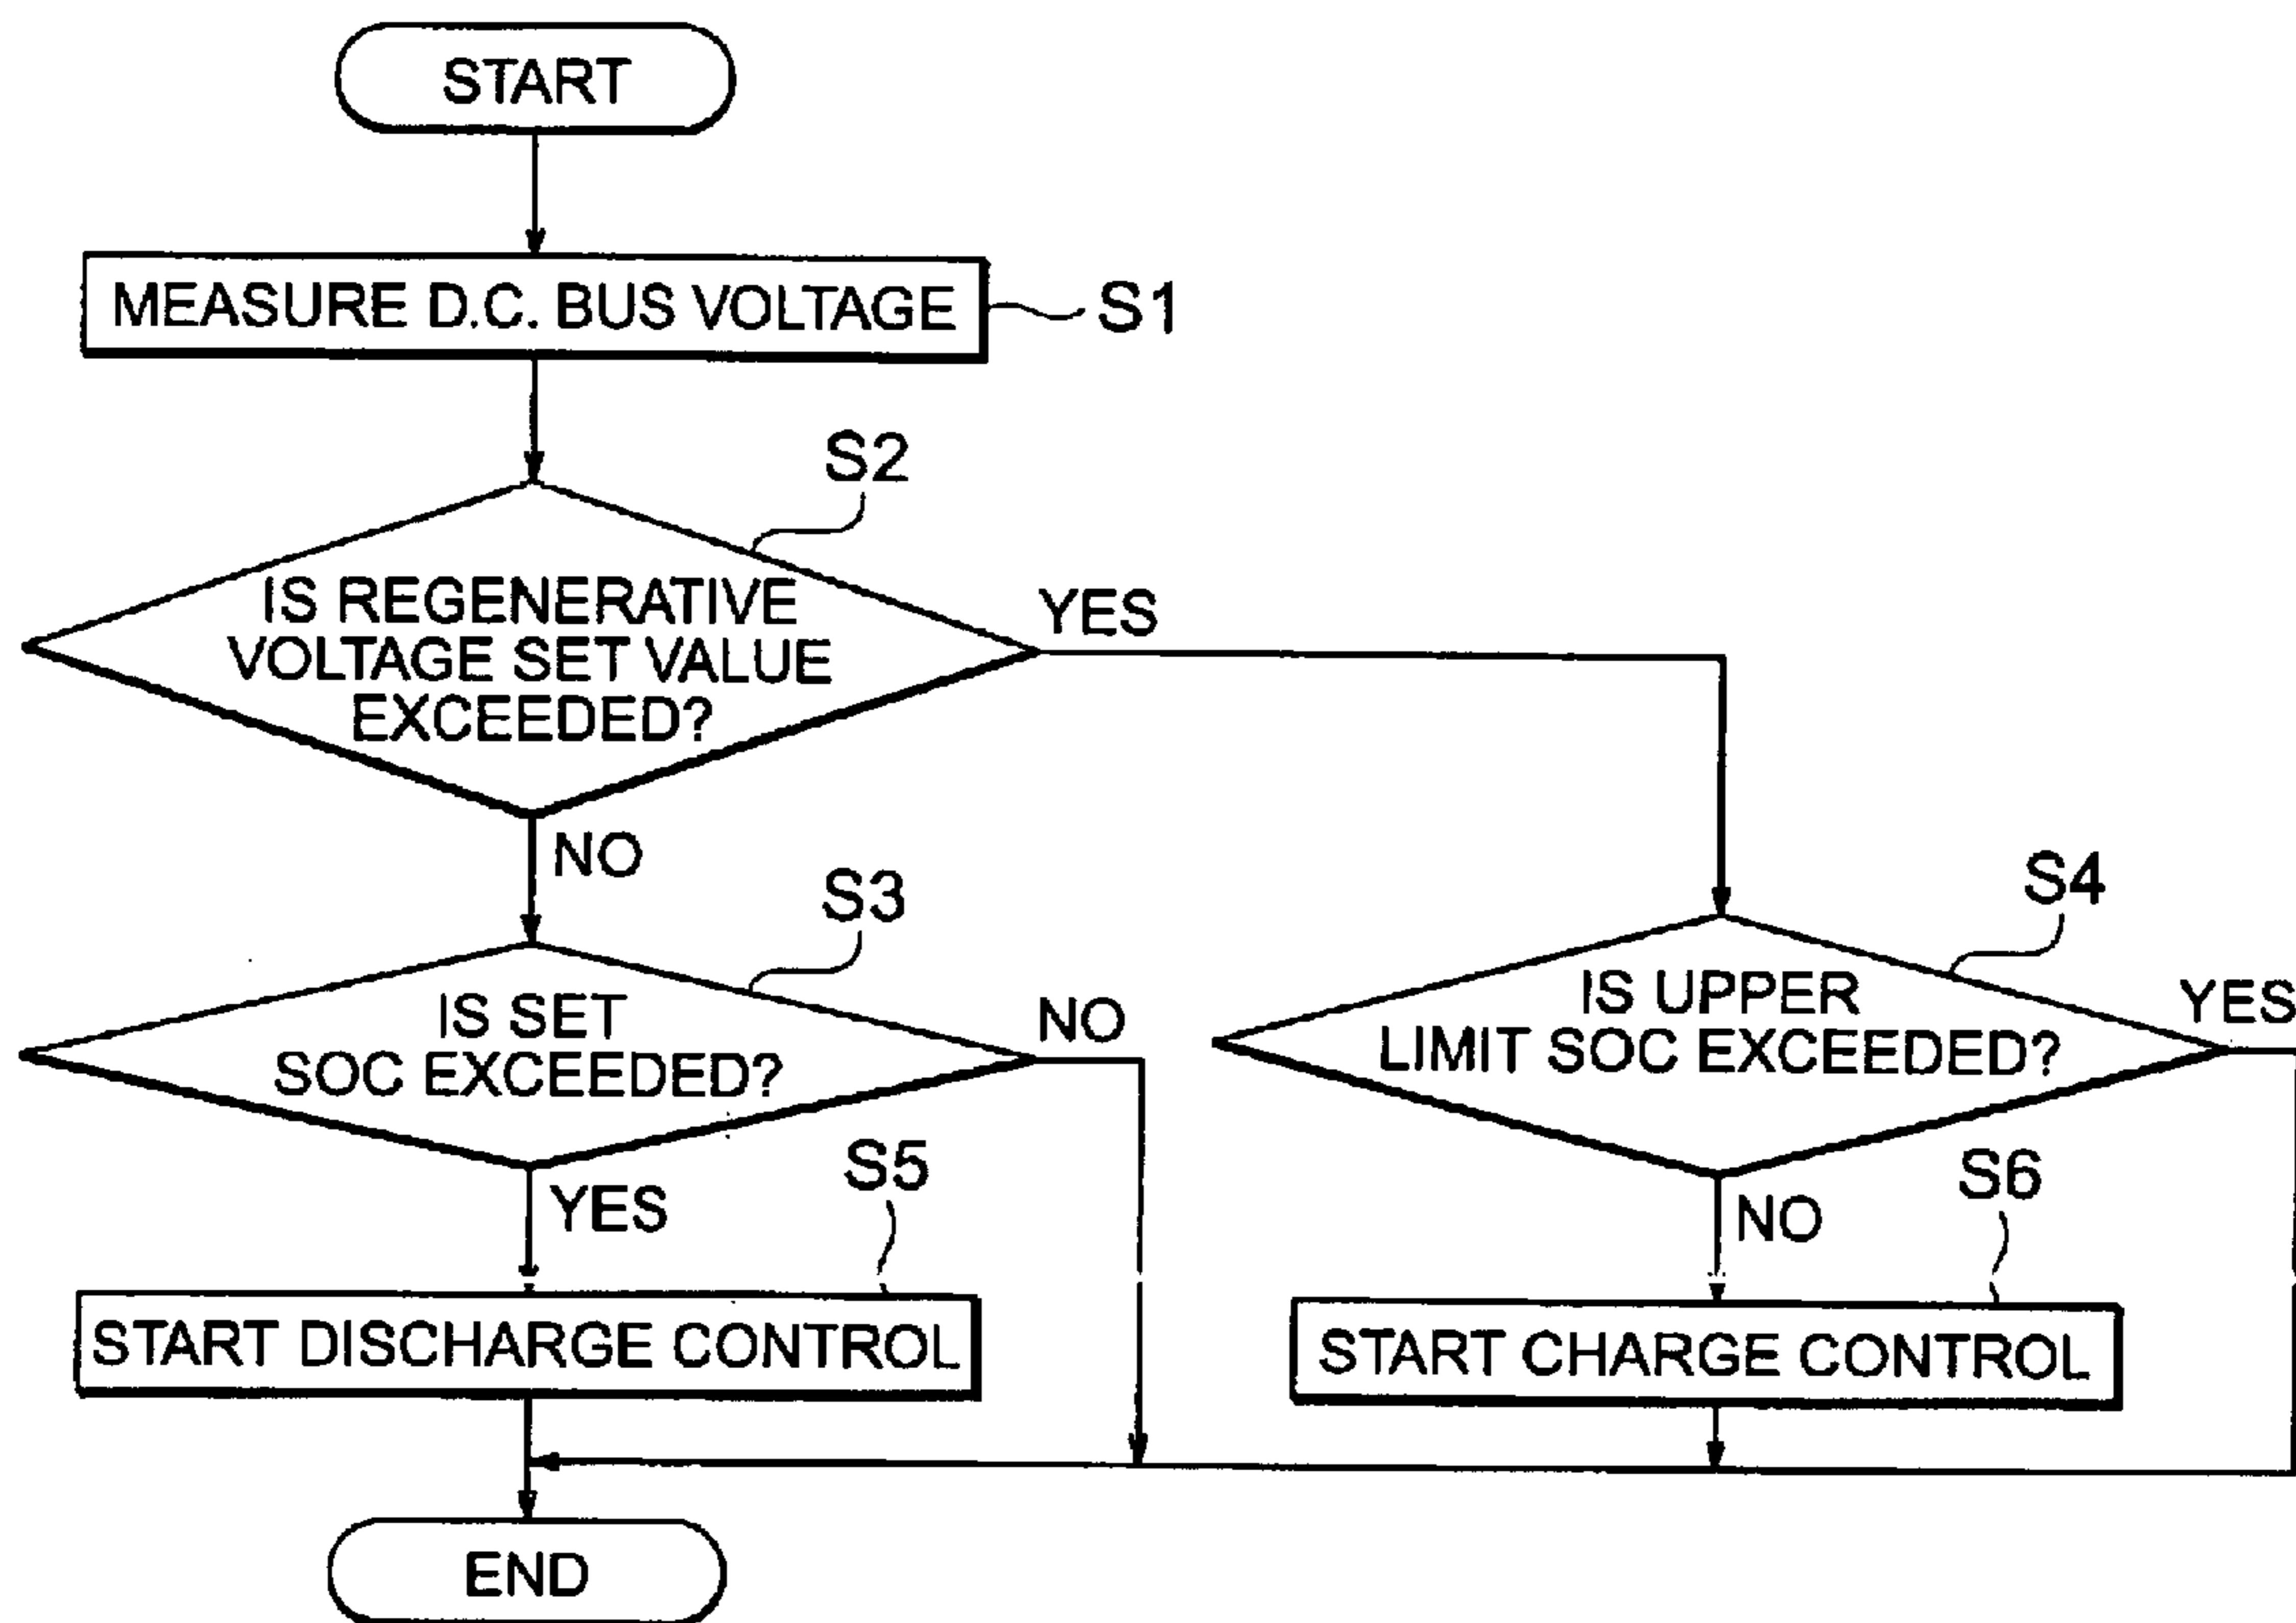 START
MEASURE D.C. BUS VOLTAGE
S1
S2
IS REGENERATIVE
VOLTAGE SET VALUE
EXCEEDED?
YES
NO
S3
IS SET
SOC EXCEEDED?
NO
S4
IS UPPER
LIMIT SOC EXCEEDED?
YES
YES
S5
NO
S6
START DISCHARGE CONTROL
START CHARGE CONTROL
END